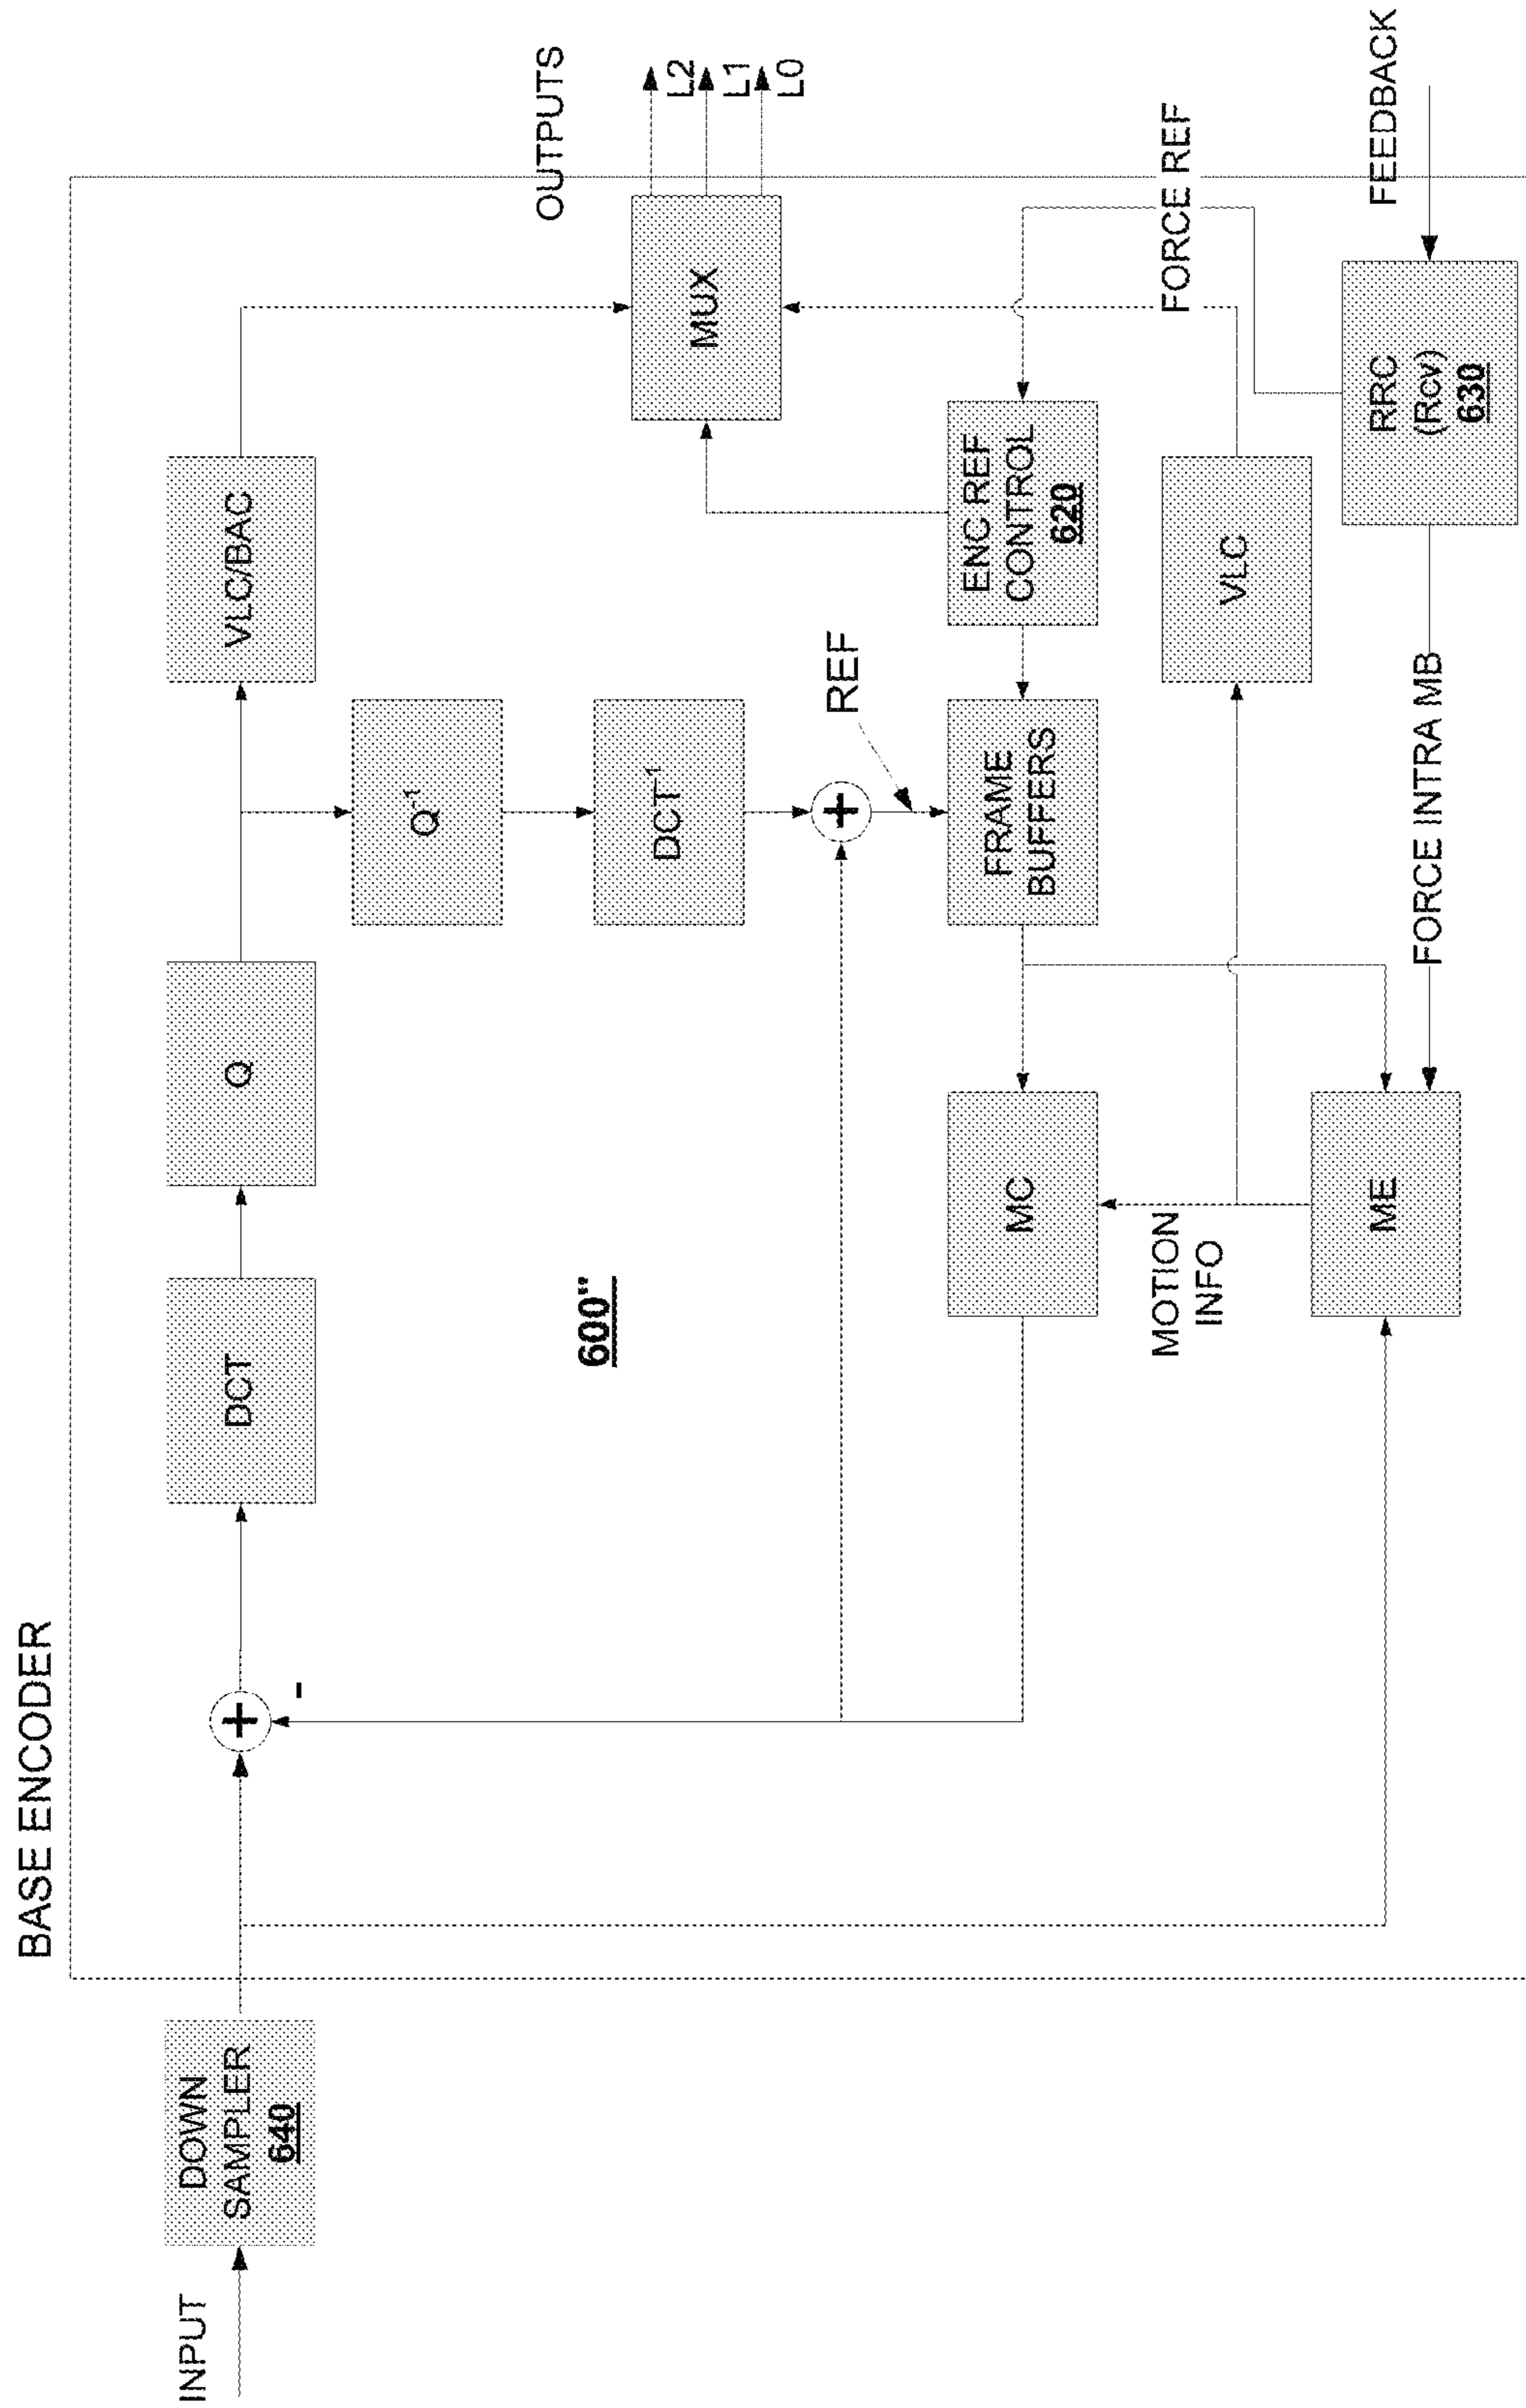 BASE ENCODER
INPUT
DOWN
SAMPLER
640
+
-
DCT
Q
VLC/BAC
Q⁻¹
DCT⁻¹
+
REF
600"
OUTPUTS
MUX
L2
L1
L0
MC
FRAME
BUFFERS
ENC REF
CONTROL
620
FORCE REF
MOTION
INFO
VLC
ME
FORCE INTRA MB
RRC
(Rcv)
630
FEEDBACK